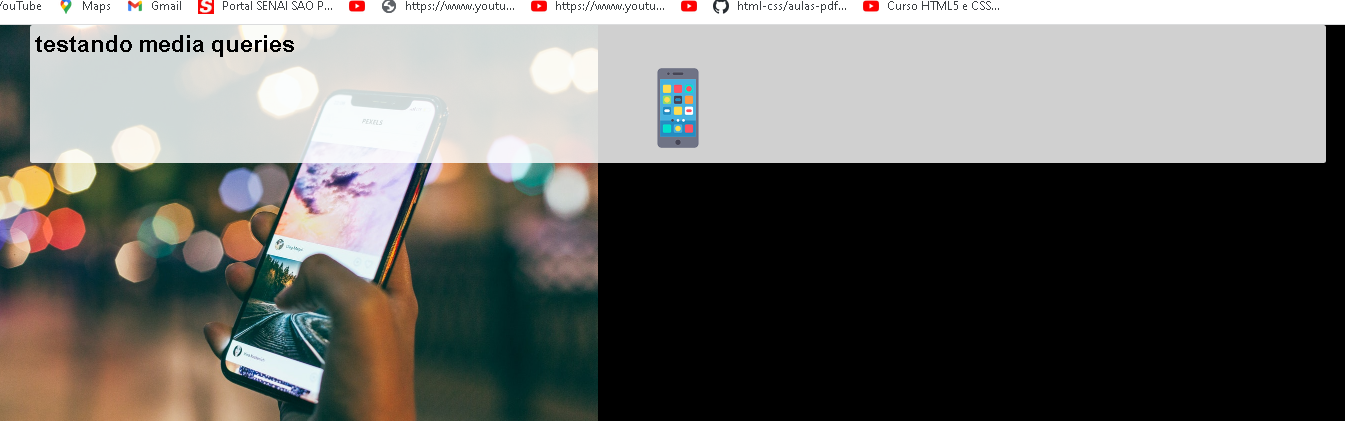 YouTube Maps Gmail Portal SENAI SAO P... https://www.youtu... https://www.youtu... html-css/aulas-pdf... Curso HTML5 e CSS...
testando media queries
PEXELS